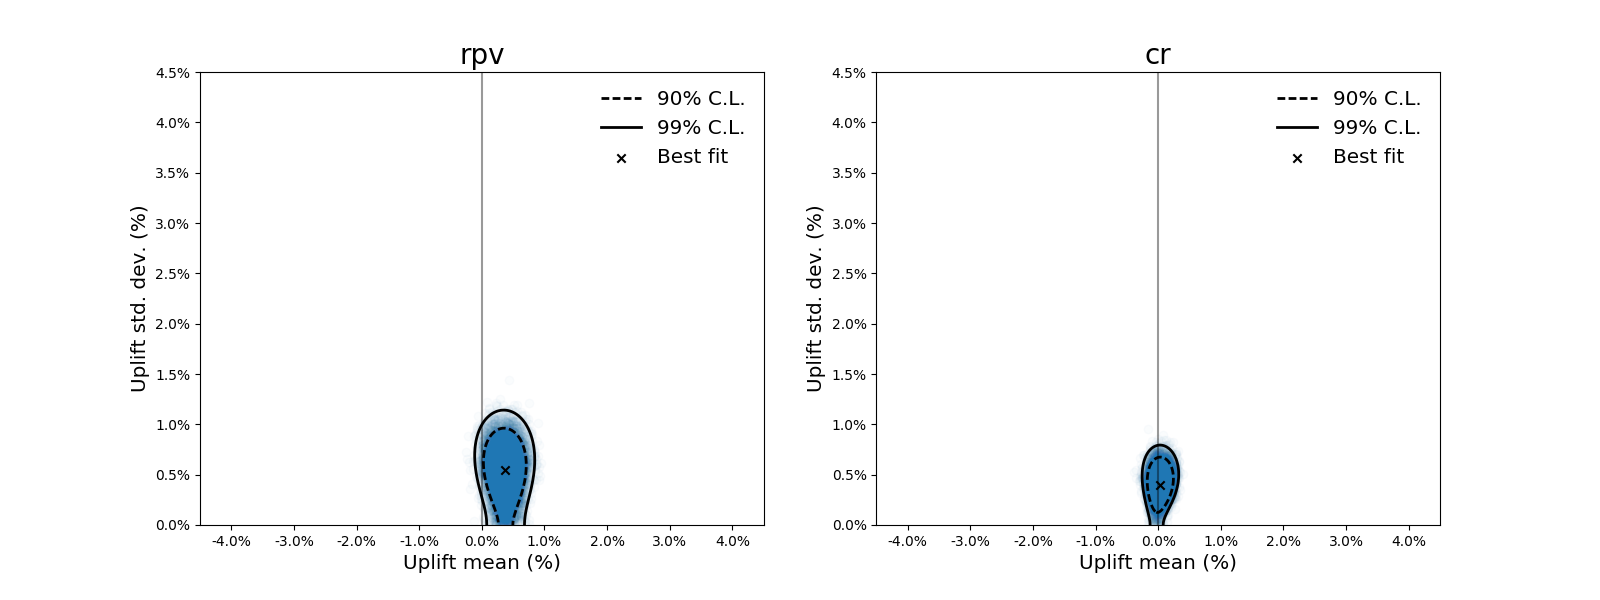 rpv
4.5%
4.0%
3.5%
3.0%
2.5%
2.0%
1.5%
1.0%
0.5%
0.0%
Uplift std. dev. (%)
90% C.L.
99% C.L.
Best fit
-4.0% -3.0% -2.0% -1.0% 0.0% 1.0% 2.0% 3.0% 4.0%
Uplift mean (%)
cr
4.5%
4.0%
3.5%
3.0%
2.5%
2.0%
1.5%
1.0%
0.5%
0.0%
Uplift std. dev. (%)
90% C.L.
99% C.L.
Best fit
-4.0% -3.0% -2.0% -1.0% 0.0% 1.0% 2.0% 3.0% 4.0%
Uplift mean (%)